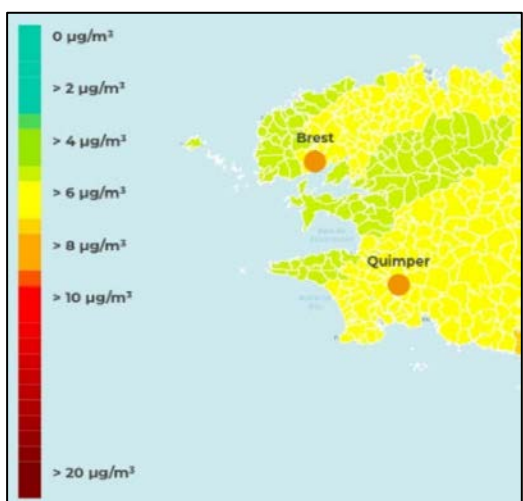 0 µg/m³
> 2 µg/m³
> 4 µg/m³
> 6 µg/m³
> 8 µg/m³
> 10 µg/m³
> 20 µg/m³
Brest
Quimper